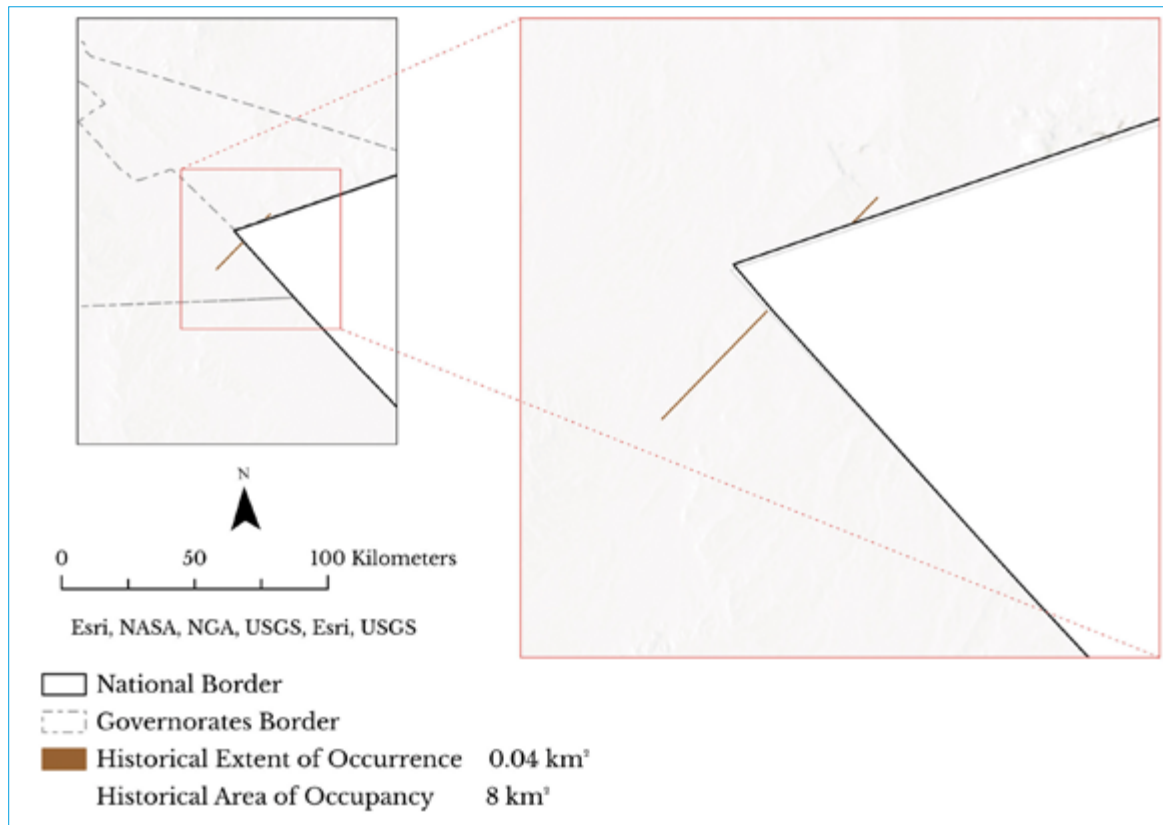 N
0 50 100 Kilometers
Esri, NASA, NGA, USGS, Esri, USGS
National Border
Governorates Border
Historical Extent of Occurrence 0.04 km²
Historical Area of Occupancy 8 km²